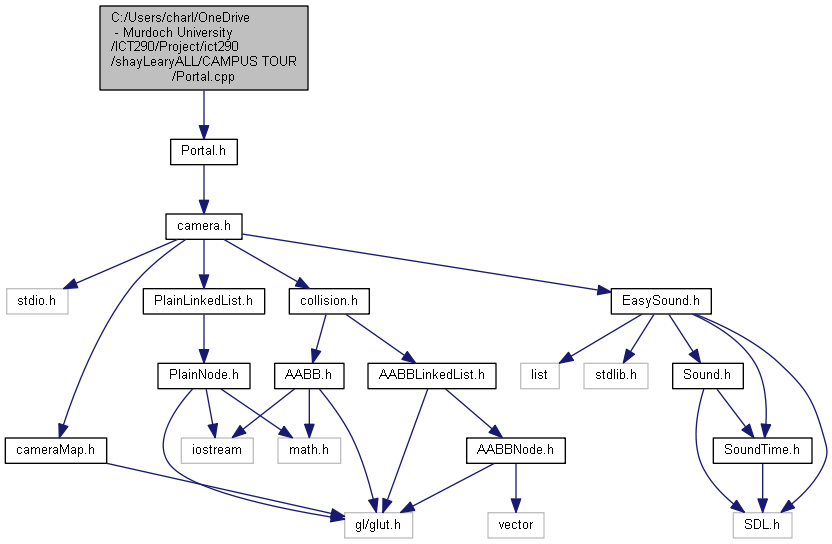 C:/Users/charl/OneDrive
- Murdoch University
/ICT290/Project/ict290
/shayLearyALL/CAMPUS TOUR
/Portal.cpp
Portal.h
camera.h
stdio.h
PlainLinkedList.h
collision.h
EasySound.h
PlainNode.h
AABB.h
AABBLinkedList.h
list
stdlib.h
Sound.h
cameraMap.h
iostream
math.h
AABBNode.h
SoundTime.h
gl/glut.h
vector
SDL.h